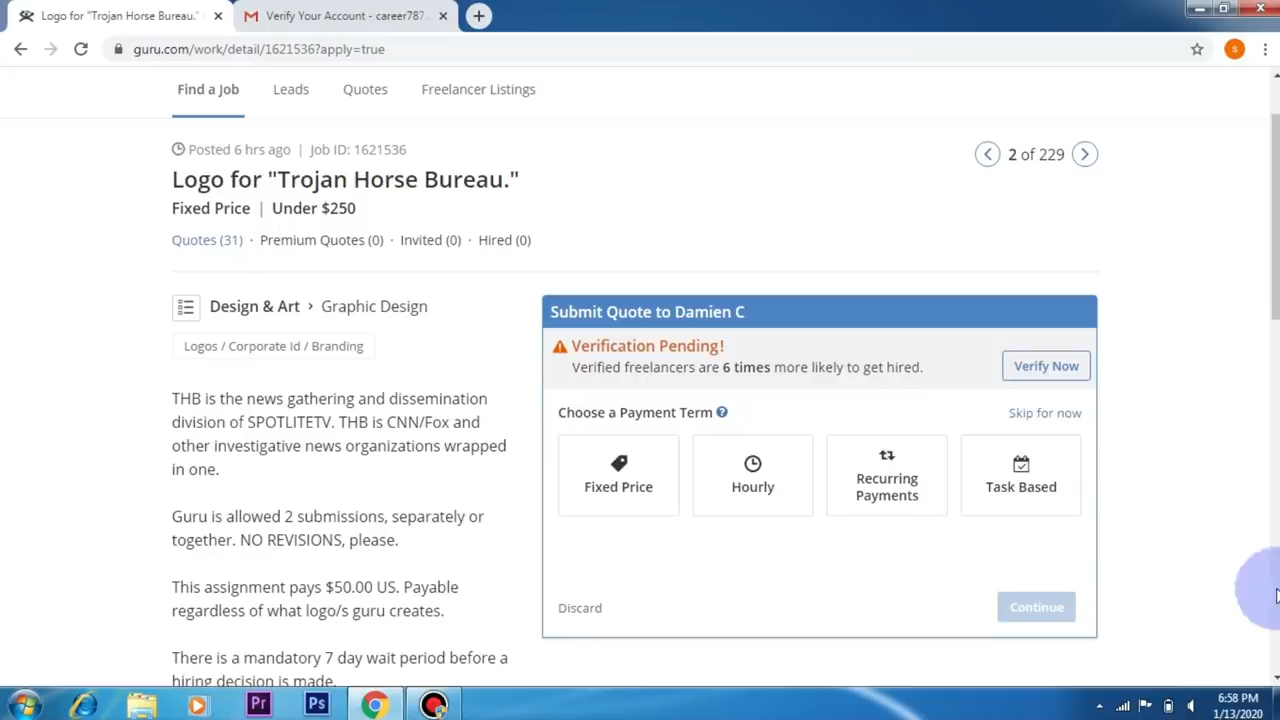 Logo for "Trojan Horse Bureau."
Verify Your Account - career787
guru.com/work/detail/1621536?apply=true
S
Find a Job
Leads
Quotes
Freelancer Listings
Posted 6 hrs ago | Job ID: 1621536
2 of 229
Logo for "Trojan Horse Bureau."
Fixed Price | Under $250
Quotes (31) · Premium Quotes (0) · Invited (0) · Hired (0)
Design & Art › Graphic Design
Logos / Corporate Id / Branding
THB is the news gathering and dissemination
division of SPOTLITETV. THB is CNN/Fox and
other investigative news organizations wrapped
in one.
Guru is allowed 2 submissions, separately or
together. NO REVISIONS, please.
This assignment pays $50.00 US. Payable
regardless of what logo/s guru creates.
There is a mandatory 7 day wait period before a
hiring decision is made.
Submit Quote to Damien C
Verification Pending!
Verified freelancers are 6 times more likely to get hired.
Verify Now
Choose a Payment Term ?
Skip for now
Fixed Price
Hourly
Recurring
Payments
Task Based
Discard
Continue
Pr
Ps
6:58 PM
1/13/2020